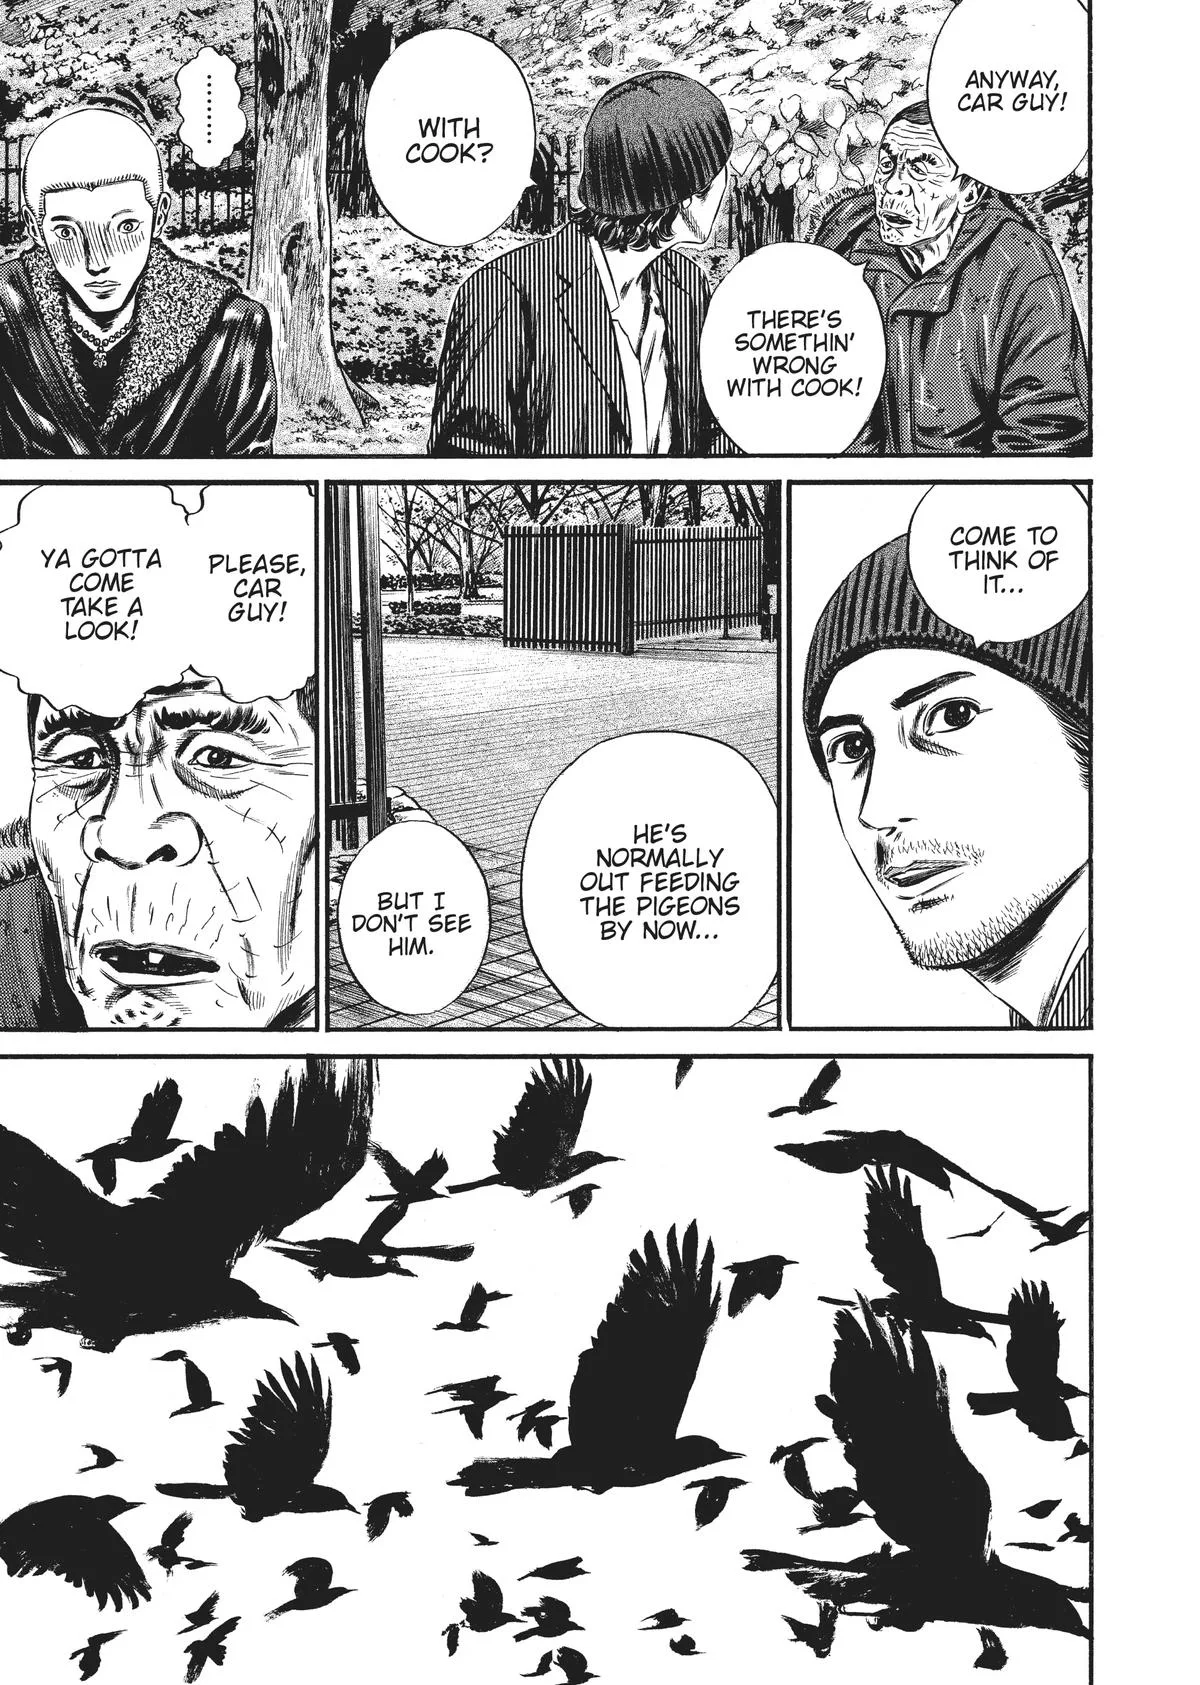 ANYWAY,
CAR GUY!
THERE'S
SOMETHIN'
WRONG
WITH COOK!
WITH
COOK?
.........
COME TO
THINK OF
IT...
HE'S
NORMALLY
OUT FEEDING
THE PIGEONS
BY NOW...
BUT I
DON'T SEE
HIM.
PLEASE,
CAR
GUY!
YA GOTTA
COME
TAKE A
LOOK!